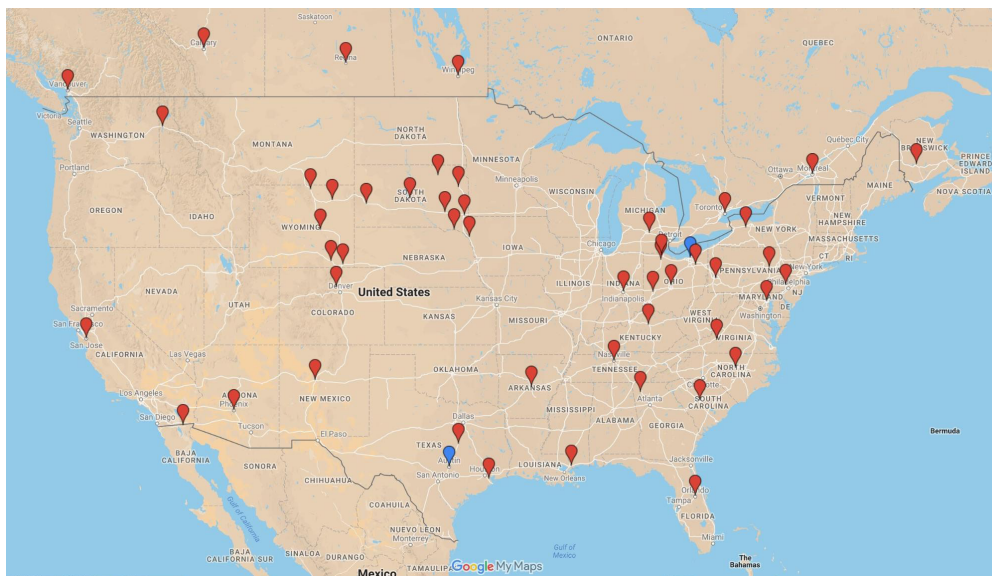 Saskatoon
Calgary
Regina
Winnipeg
ONTARIO
QUEBEC
Vancouver
Victoria
Seattle
WASHINGTON
Portland
MONTANA
NORTH
DAKOTA
MINNESOTA
Minneapolis
Québec City
Ottawa
Montreal
NEW
BRUNSWICK
PRINCE
EDWARD
ISLAND
NOVA SCOTIA
MAINE
OREGON
IDAHO
WYOMING
SOUTH
DAKOTA
WISCONSIN
MICHIGAN
Toronto
VERMONT
NEW
HAMPSHIRE
NEW YORK
MASSACHUSETTS
CT
RI
Detroit
Chicago
IOWA
NEBRASKA
NEVADA
UTAH
Denver
COLORADO
United States
KANSAS
Kansas City
MISSOURI
ILLINOIS
INDIANA
Indianapolis
OHIO
PENNSYLVANIA
New York
Philadelphia
NJ
MARYLAND
DE
Washington
WEST
VIRGINIA
VIRGINIA
KENTUCKY
Sacramento
San Francisco
San Jose
CALIFORNIA
Las Vegas
Nashville
TENNESSEE
NORTH
CAROLINA
Charlotte
SOUTH
CAROLINA
OKLAHOMA
ARKANSAS
Los Angeles
San Diego
ARIZONA
Phoenix
Tucson
NEW MEXICO
El Paso
Dallas
TEXAS
Austin
San Antonio
Houston
MISSISSIPPI
ALABAMA
Atlanta
GEORGIA
LOUISIANA
New Orleans
Jacksonville
Orlando
Tampa
FLORIDA
Miami
Bermuda
BAJA
CALIFORNIA
SONORA
CHIHUAHUA
COAHUILA
NUEVO LEON
Monterrey
Gulf of
California
BAJA
CALIFORNIA SUR
SINALOA
DURANGO
TAMAULIPAS
Mexico
Gulf of
Mexico
The
Bahamas
Google My Maps